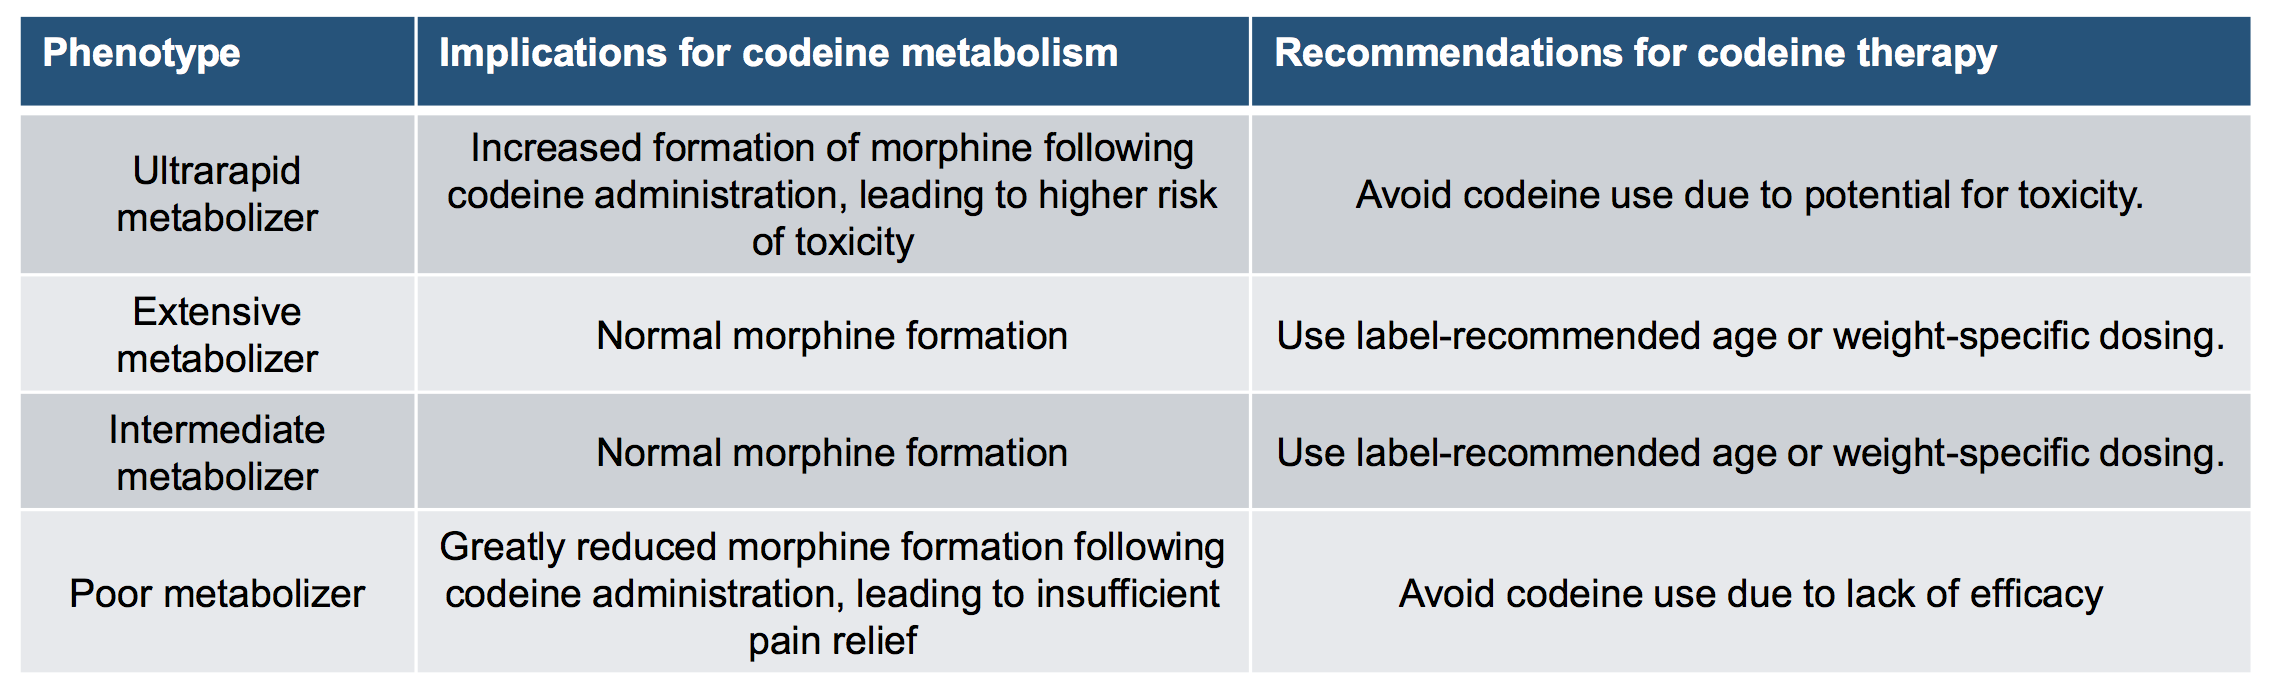 Phenotype
Implications for codeine metabolism
Recommendations for codeine therapy
Ultrarapid
metabolizer
Increased formation of morphine following
codeine administration, leading to higher risk
of toxicity
Avoid codeine use due to potential for toxicity.
Extensive
metabolizer
Normal morphine formation
Use label-recommended age or weight-specific dosing.
Intermediate
metabolizer
Normal morphine formation
Use label-recommended age or weight-specific dosing.
Poor metabolizer
Greatly reduced morphine formation following
codeine administration, leading to insufficient
pain relief
Avoid codeine use due to lack of efficacy